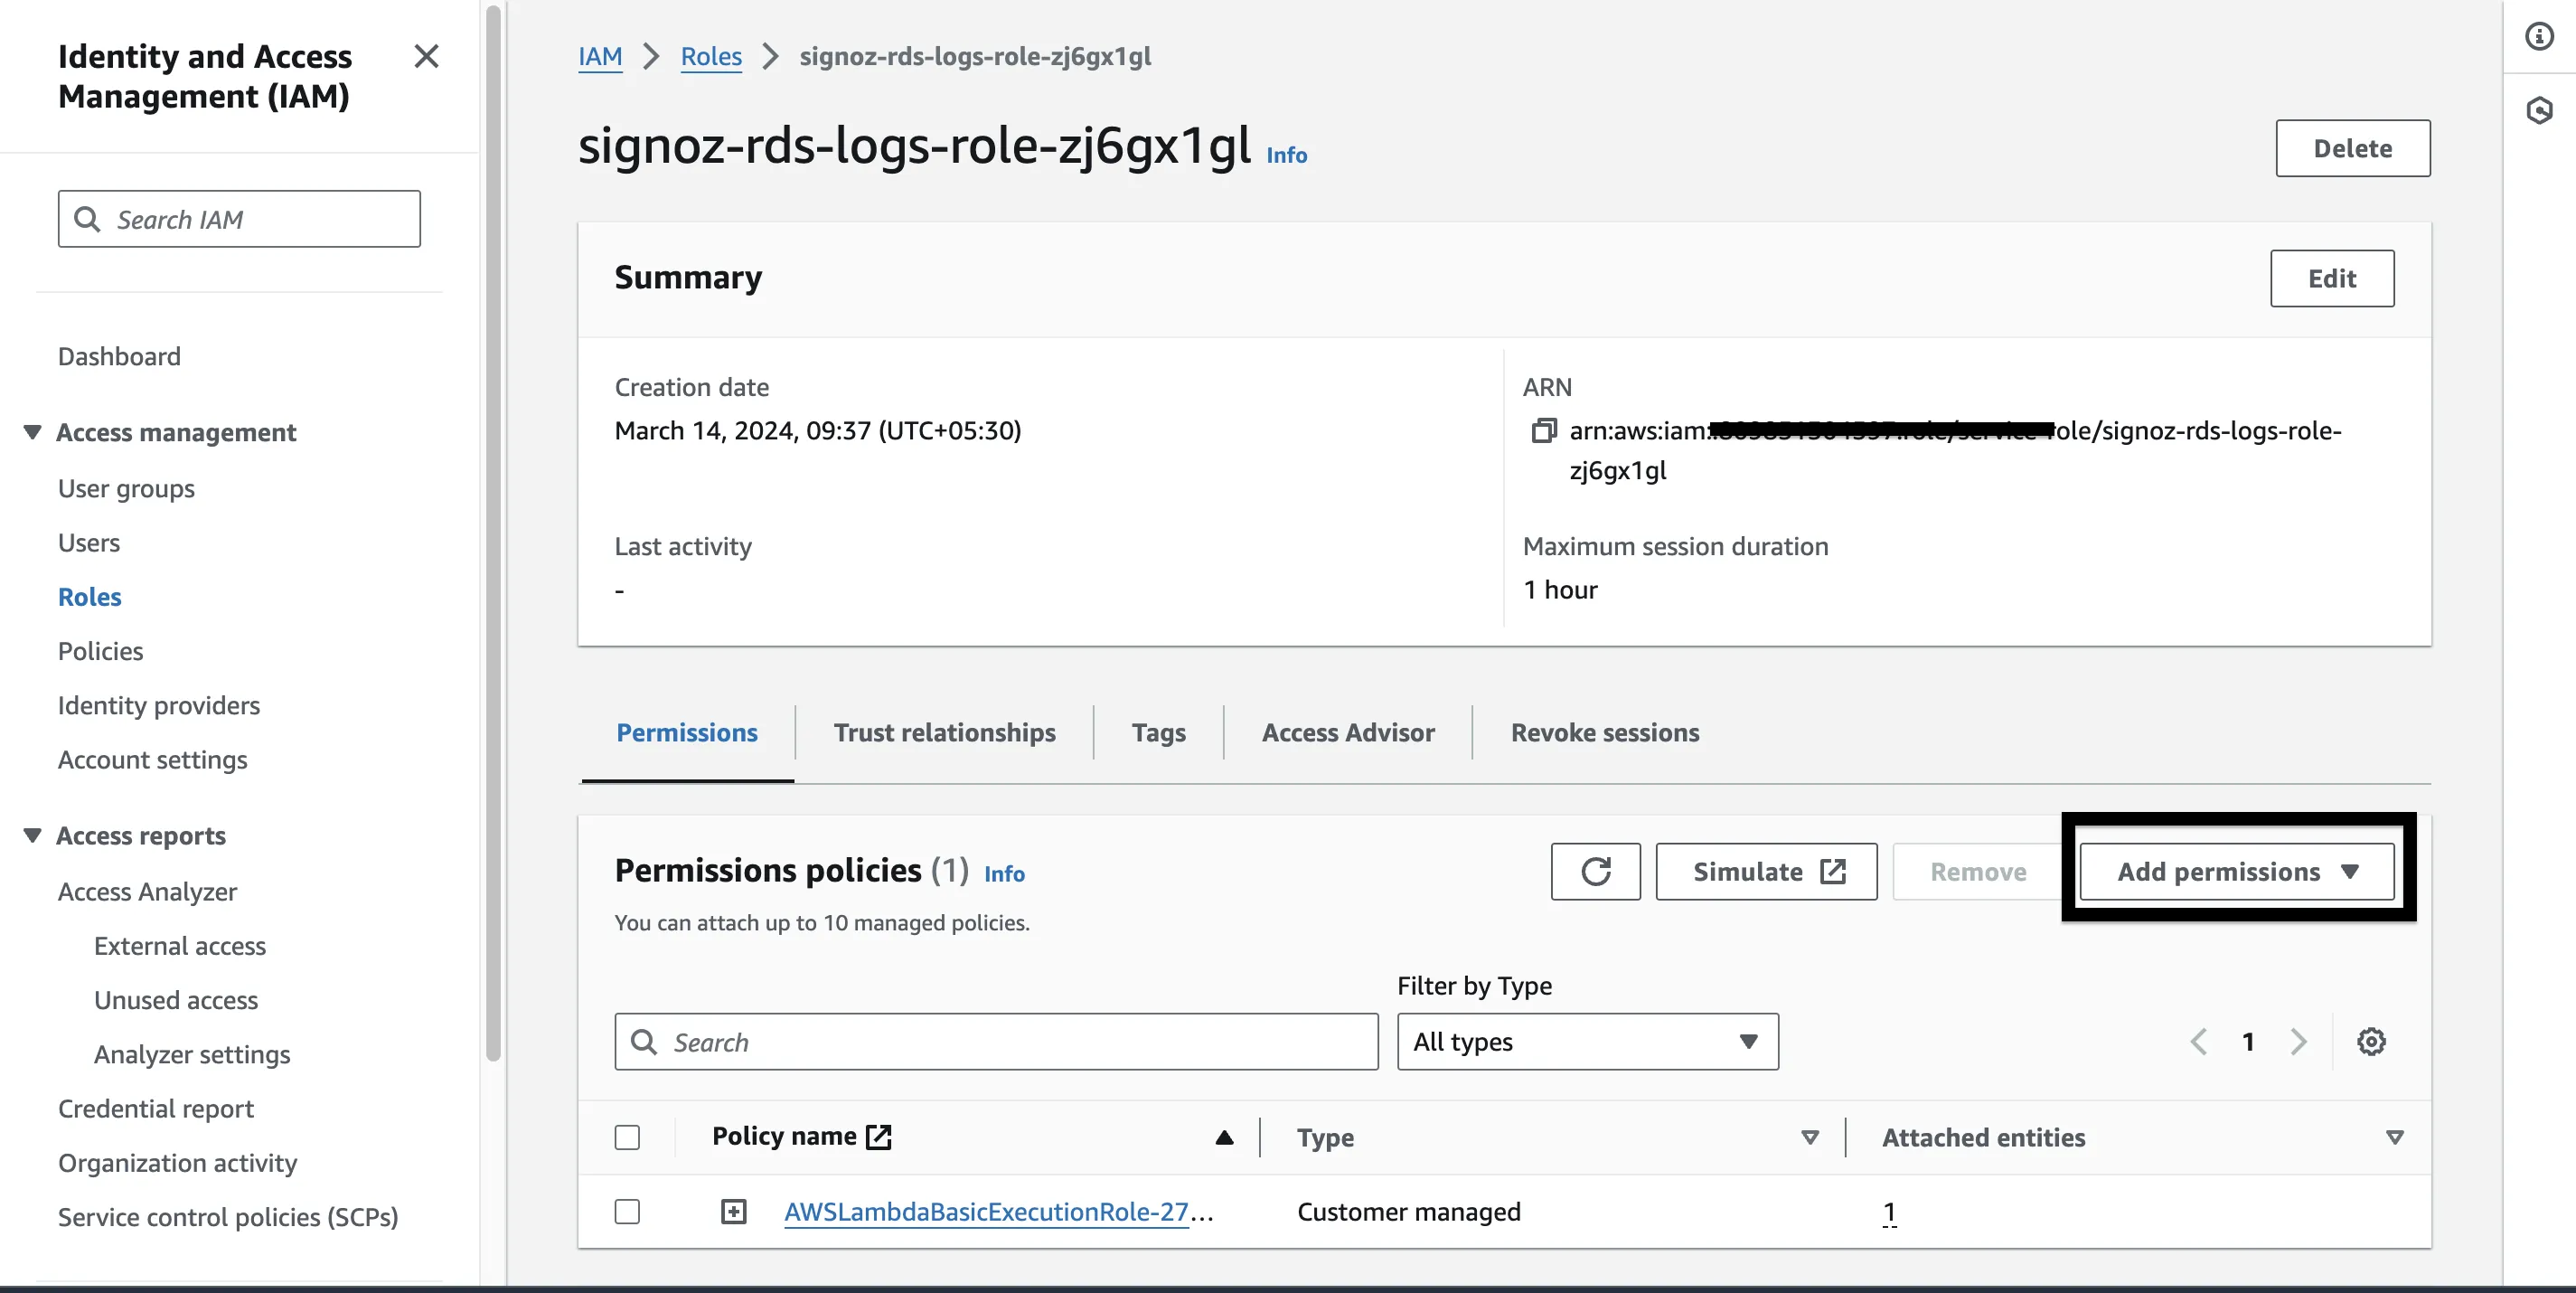 Identity and Access
Management (IAM)
Search IAM
Dashboard
Access management
User groups
Users
Roles
Policies
Identity providers
Account settings
Access reports
Access Analyzer
External access
Unused access
Analyzer settings
Credential report
Organization activity
Service control policies (SCPs)
IAM > Roles > signoz-rds-logs-role-zj6gx1gl
signoz-rds-logs-role-zj6gx1gl Info
Delete
Summary
Edit
Creation date
March 14, 2024, 09:37 (UTC+05:30)
ARN
arn:aws:iam: role/signoz-rds-logs-role-
zj6gx1gl
Last activity
-
Maximum session duration
1 hour
Permissions
Trust relationships
Tags
Access Advisor
Revoke sessions
Permissions policies (1) Info
Simulate
Remove
Add permissions
You can attach up to 10 managed policies.
Filter by Type
Search
All types
1
Policy name
Type
Attached entities
AWSLambdaBasicExecutionRole-27...
Customer managed
1